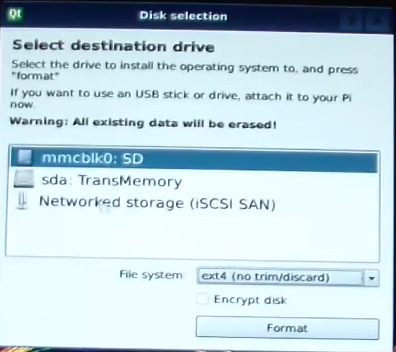 Qt
Disk selection
Select destination drive
Select the drive to install the operating system to, and press
"format"
If you want to use an USB stick or drive, attach it to your Pi
now.
Warning: All existing data will be erased!
mmcblk0: SD
sda: TransMemory
Networked storage (iSCSI SAN)
File system
ext4 (no trim/discard)
Encrypt disk
Format